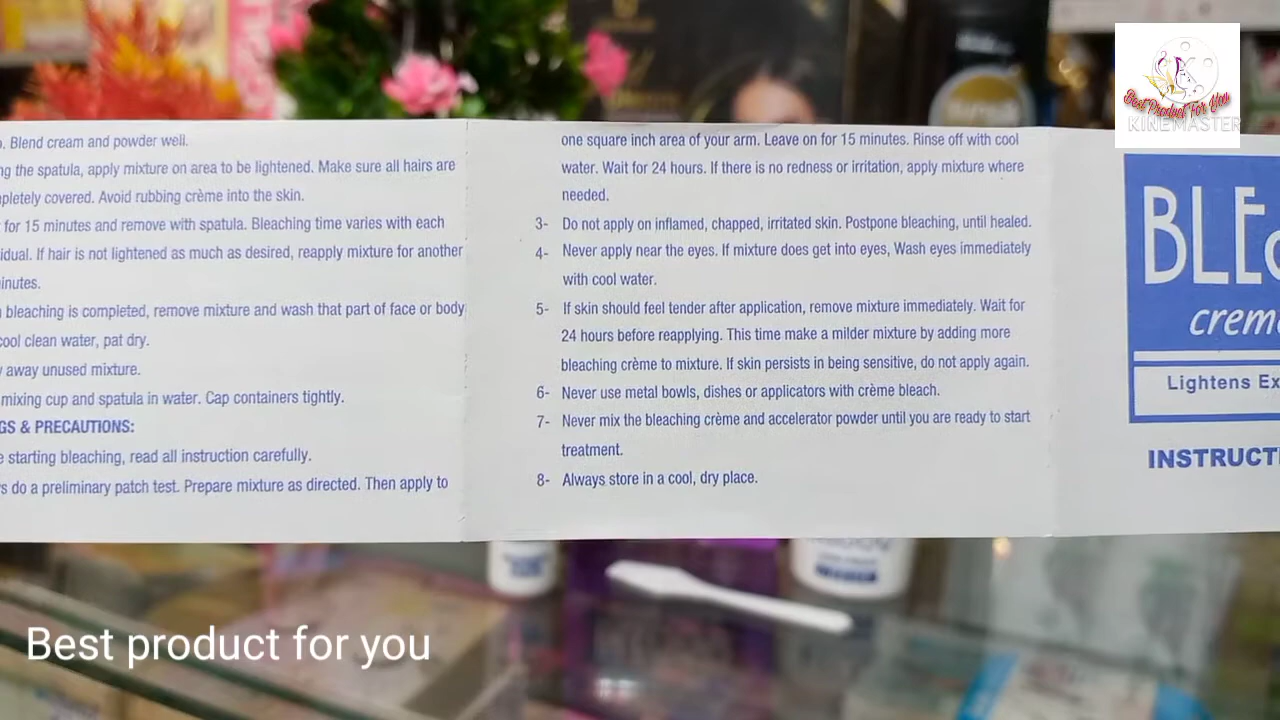 . Blend cream and powder well.
ng the spatula, apply mixture on area to be lightened. Make sure all hairs are
pletely covered. Avoid rubbing crème into the skin.
for 15 minutes and remove with spatula. Bleaching time varies with each
idual. If hair is not lightened as much as desired, reapply mixture for another
inutes.
bleaching is completed, remove mixture and wash that part of face or body
cool clean water, pat dry.
away unused mixture.
mixing cup and spatula in water. Cap containers tightly.
GS & PRECAUTIONS:
e starting bleaching, read all instruction carefully.
s do a preliminary patch test. Prepare mixture as directed. Then apply to
one square inch area of your arm. Leave on for 15 minutes. Rinse off with cool
water. Wait for 24 hours. If there is no redness or irritation, apply mixture where
needed.
3- Do not apply on inflamed, chapped, irritated skin. Postpone bleaching, until healed.
4- Never apply near the eyes. If mixture does get into eyes, Wash eyes immediately
with cool water.
5- If skin should feel tender after application, remove mixture immediately. Wait for
24 hours before reapplying. This time make a milder mixture by adding more
bleaching crème to mixture. If skin persists in being sensitive, do not apply again.
6- Never use metal bowls, dishes or applicators with crème bleach.
7- Never mix the bleaching crème and accelerator powder until you are ready to start
treatment.
8- Always store in a cool, dry place.
BLE
creme
Lightens Ex
INSTRUCTI
Best Product For You
KINEMASTER
Best product for you